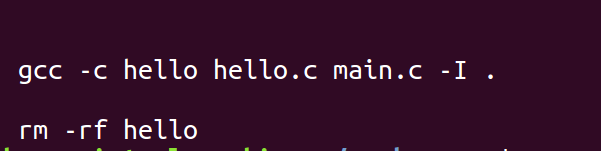 gcc -c hello hello.c main.c -I .
rm -rf hello